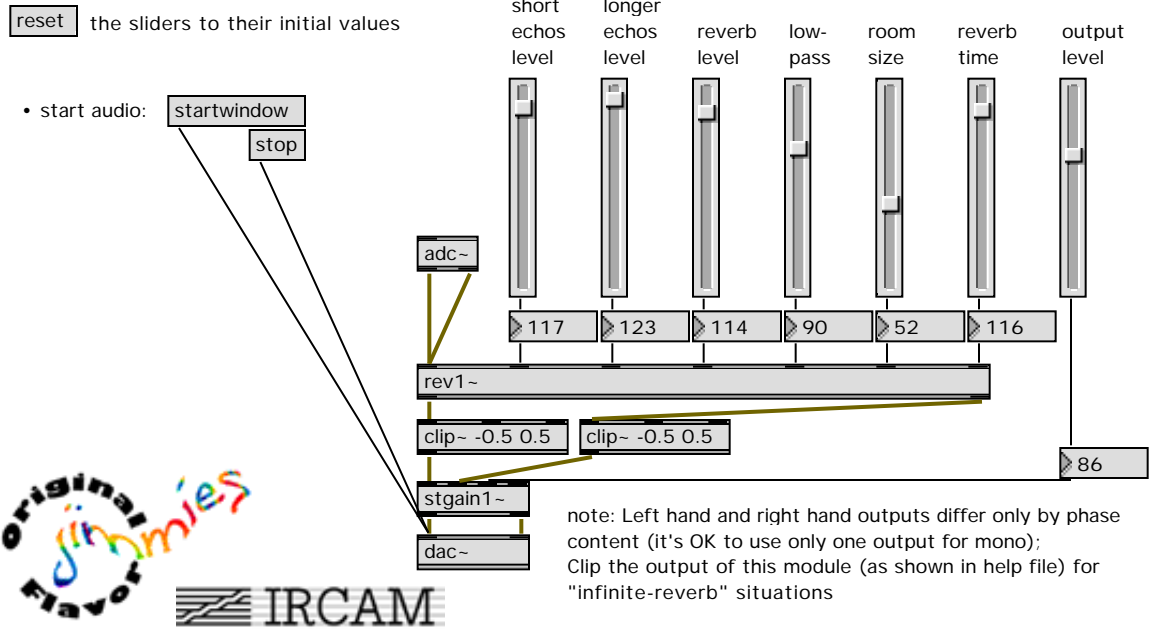 reset the sliders to their initial values
short longer
echos echos reverb low- room reverb output
level level level pass size time level
• start audio: startwindow
stop
adc~
117 123 114 90 52 116
rev1~
clip~ -0.5 0.5 clip~ -0.5 0.5
86
stgain1~
dac~
note: Left hand and right hand outputs differ only by phase
content (it's OK to use only one output for mono);
Clip the output of this module (as shown in help file) for
"infinite-reverb" situations
Original
Jimmies
Flavor
IRCAM